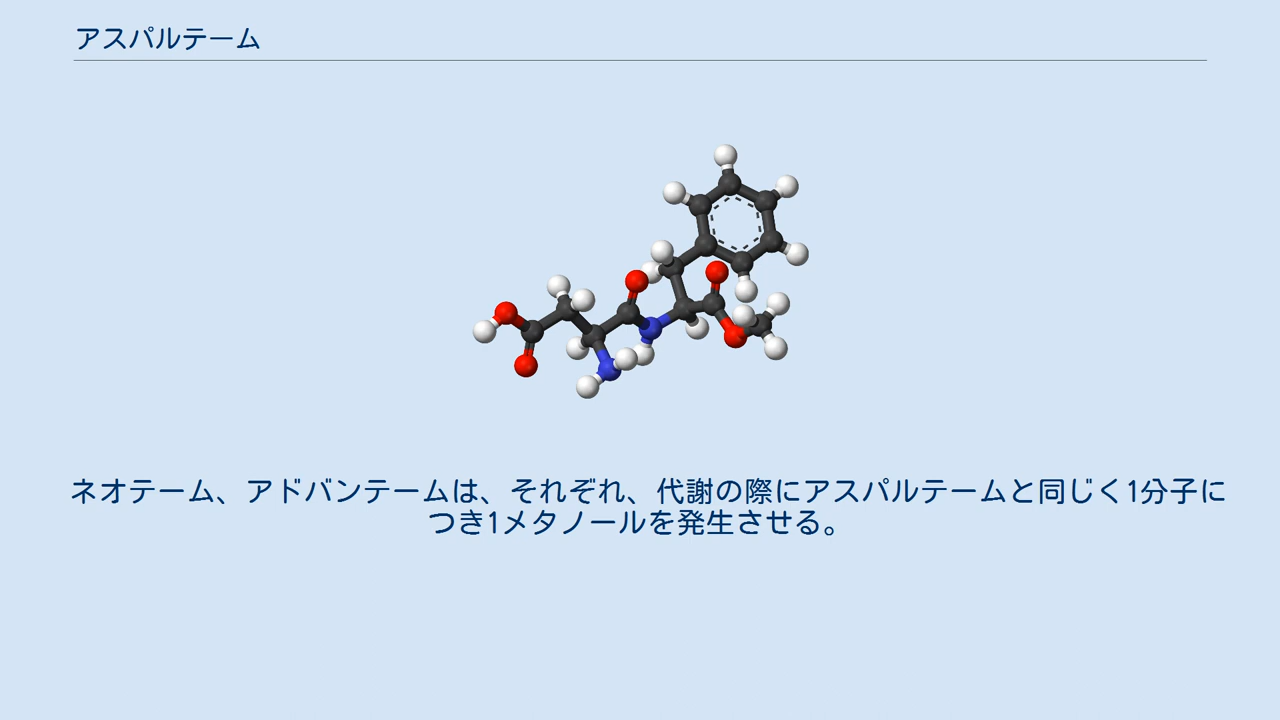 アスパルテーム
ネオテーム、アドバンテームは、それぞれ、代謝の際にアスパルテームと同じく1分子に
つき1メタノールを発生させる。